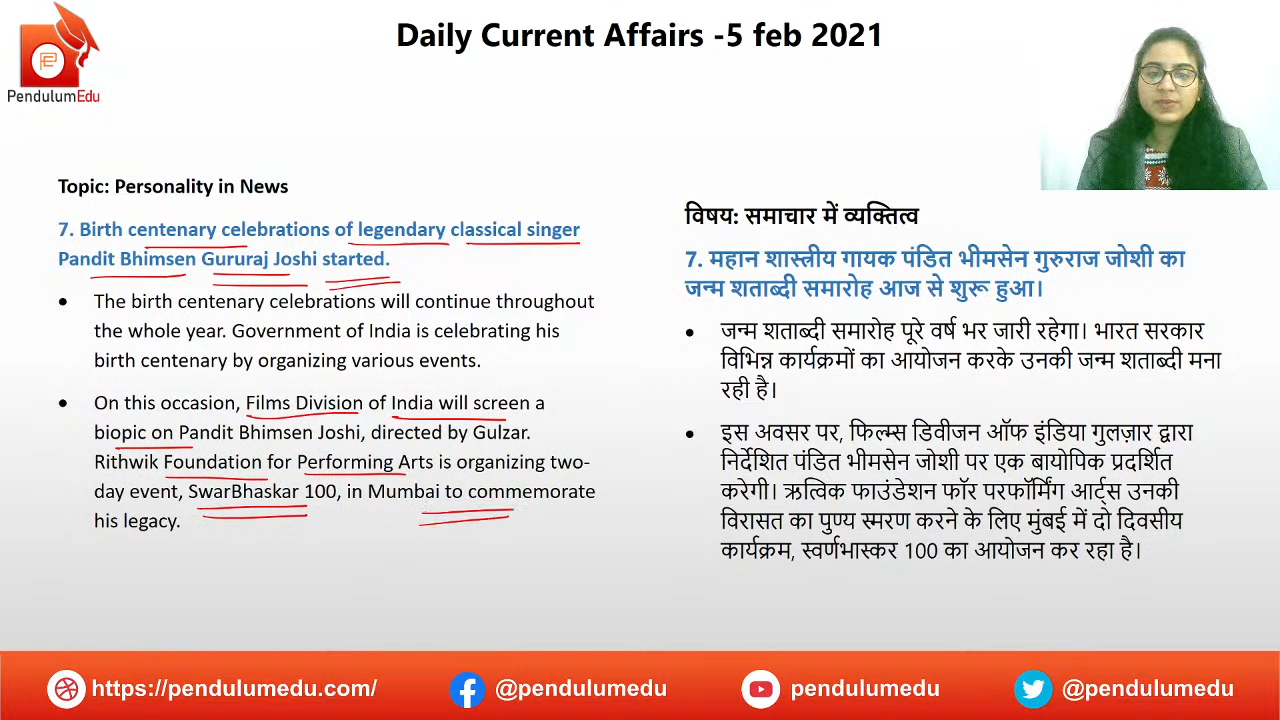 Daily Current Affairs -5 feb 2021
PendulumEdu
Topic: Personality in News
7. Birth centenary celebrations of legendary classical singer
Pandit Bhimsen Gururaj Joshi started.
• The birth centenary celebrations will continue throughout
the whole year. Government of India is celebrating his
birth centenary by organizing various events.
• On this occasion, Films Division of India will screen a
biopic on Pandit Bhimsen Joshi, directed by Gulzar.
Rithwik Foundation for Performing Arts is organizing two-
day event, SwarBhaskar 100, in Mumbai to commemorate
his legacy.
विषय: समाचार में व्यक्तित्व
7. महान शास्त्रीय गायक पंडित भीमसेन गुरुराज जोशी का
जन्म शताब्दी समारोह आज से शुरू हुआ।
• जन्म शताब्दी समारोह पूरे वर्ष भर जारी रहेगा। भारत सरकार
विभिन्न कार्यक्रमों का आयोजन करके उनकी जन्म शताब्दी मना
रही है।
• इस अवसर पर, फिल्म्स डिवीजन ऑफ इंडिया गुलज़ार द्वारा
निर्देशित पंडित भीमसेन जोशी पर एक बायोपिक प्रदर्शित
करेगी। ऋत्विक फाउंडेशन फॉर परफॉर्मिंग आर्ट्स उनकी
विरासत का पुण्य स्मरण करने के लिए मुंबई में दो दिवसीय
कार्यक्रम, स्वर्णभास्कर 100 का आयोजन कर रहा है।
https://pendulumedu.com/
@pendulumedu
pendulumedu
@pendulumedu